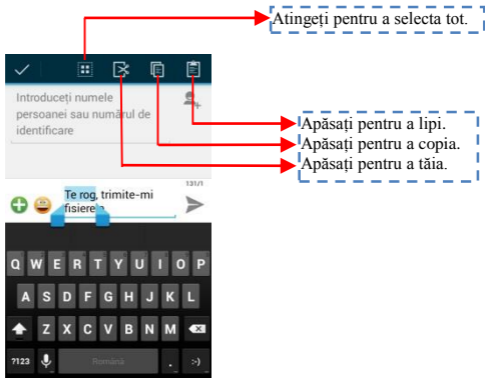 Atingeți pentru a selecta tot.
Introduceți numele
persoanei sau numărul de
identificare
Apăsați pentru a lipi.
Apăsați pentru a copia.
Apăsați pentru a tăia.
131/1
Te rog, trimite-mi
fisierele
Q W E R T Y U I O P
A S D F G H J K L
Z X C V B N M
?123 Română . :-)